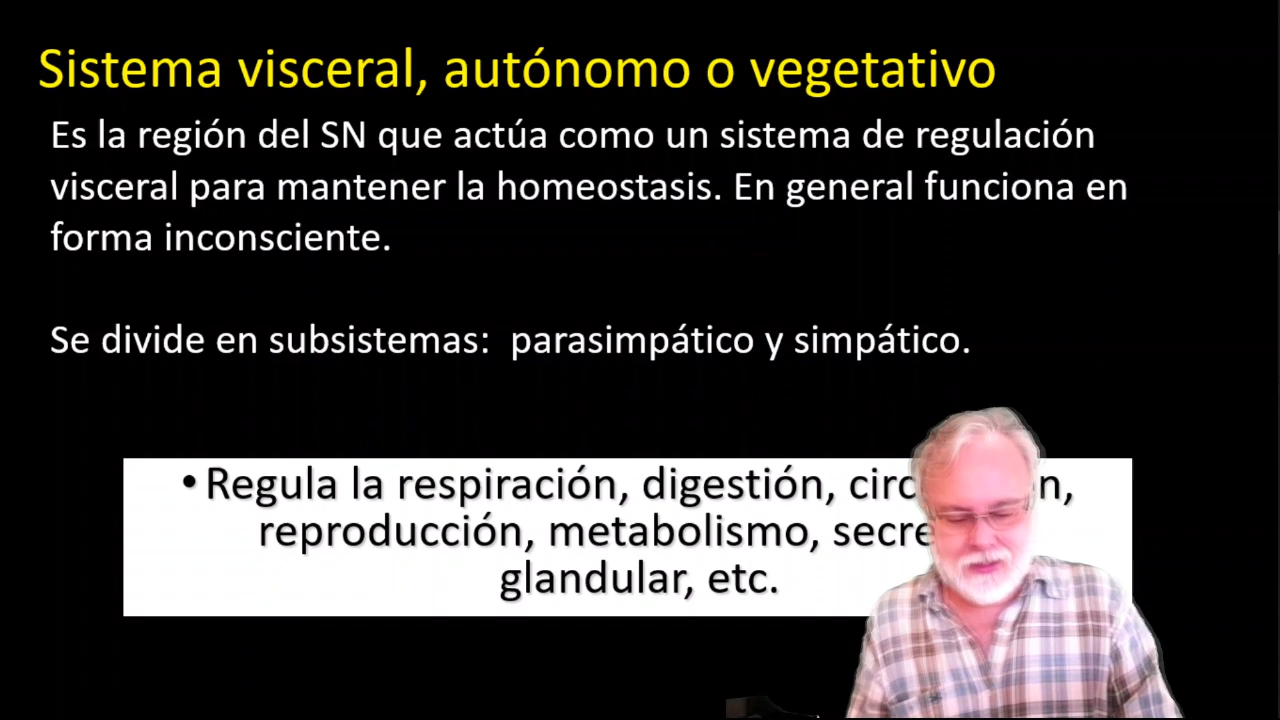 Sistema visceral, autónomo o vegetativo
Es la región del SN que actúa como un sistema de regulación
visceral para mantener la homeostasis. En general funciona en
forma inconsciente.
Se divide en subsistemas: parasimpático y simpático.
• Regula la respiración, digestión,
reproducción, metabolismo,
glandular, etc.